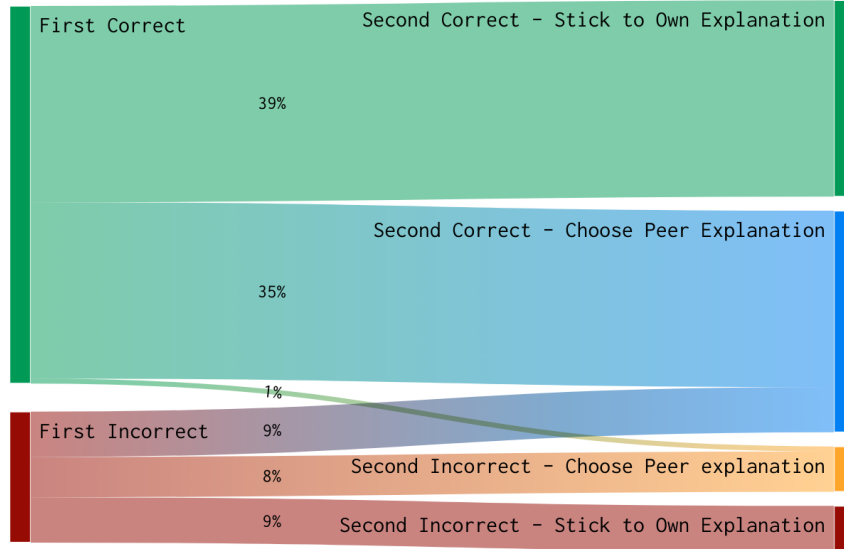 First Correct
Second Correct – Stick to Own Explanation
39%
Second Correct – Choose Peer Explanation
35%
1%
First Incorrect
9%
Second Incorrect – Choose Peer explanation
8%
Second Incorrect – Stick to Own Explanation
9%